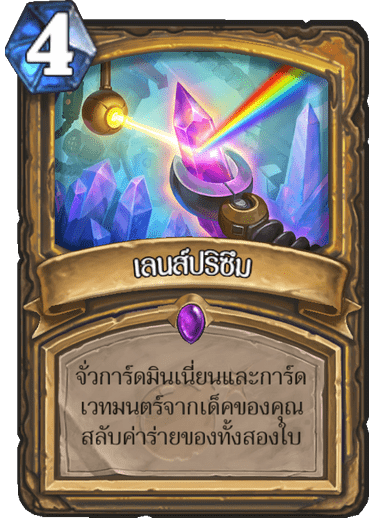 4
เลนส์ปริซึม
จั่วการ์ดมินเนี่ยนและการ์ด
เวทมนตร์จากเด็คของคุณ
สลับค่าร่ายของทั้งสองใบ